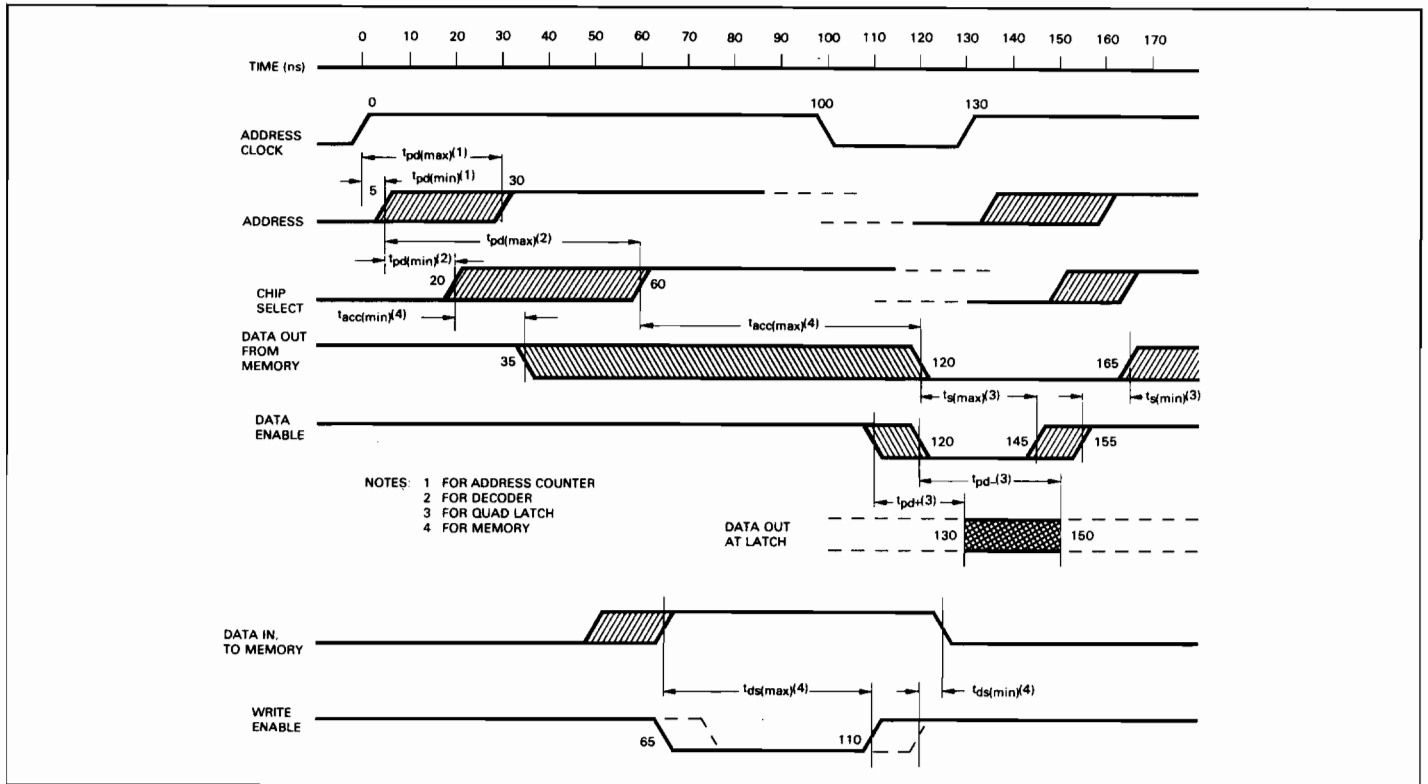 0 10 20 30 40 50 60 70 80 90 100 110 120 130 140 150 160 170
TIME (ns)
0 100 130
ADDRESS
CLOCK
tpd(max)(1)
tpd(min)(1)
5 30
ADDRESS
tpd(max)(2)
tpd(min)(2)
20 60
CHIP
SELECT
tacc(min)(4) tacc(max)(4)
DATA OUT
FROM
MEMORY
35 120 165
ts(max)(3) ts(min)(3)
DATA
ENABLE
120 145 155
tpd–(3)
tpd+(3)
NOTES: 1 FOR ADDRESS COUNTER
2 FOR DECODER
3 FOR QUAD LATCH
4 FOR MEMORY
DATA OUT
AT LATCH
130 150
DATA IN,
TO MEMORY
tds(max)(4) tds(min)(4)
WRITE
ENABLE
65 110